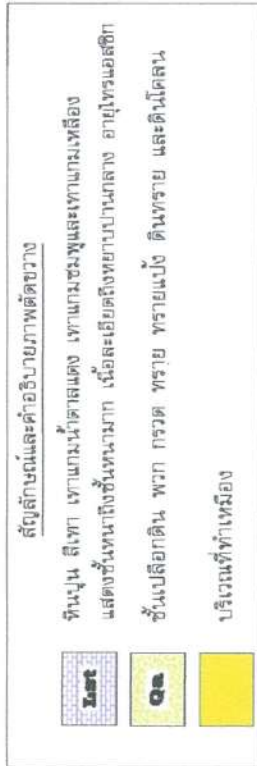 สัญลักษณ์และคำอธิบายภาพตัดขวาง
Lst
หินปูน สีเทา เทาแกมน้ำตาลแดง เทาแกมชมพูและเทาแกมเหลือง
แสดงชั้นหนาถึงชั้นหนามาก เนื้อละเอียดถึงหยาบปานกลาง อายุไทรแอสซิก
Qa
ชั้นเปลือกดิน พวก กรวด ทราย ทรายแป้ง ดินทราย และดินโคลน
บริเวณที่ทำเหมือง